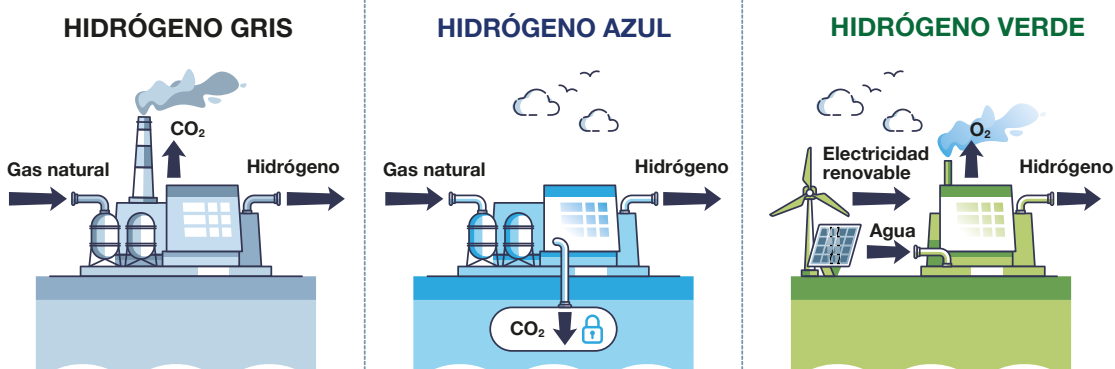 HIDRÓGENO GRIS
CO₂
Gas natural
Hidrógeno
HIDRÓGENO AZUL
Gas natural
Hidrógeno
CO₂
HIDRÓGENO VERDE
O₂
Electricidad
renovable
Hidrógeno
Agua